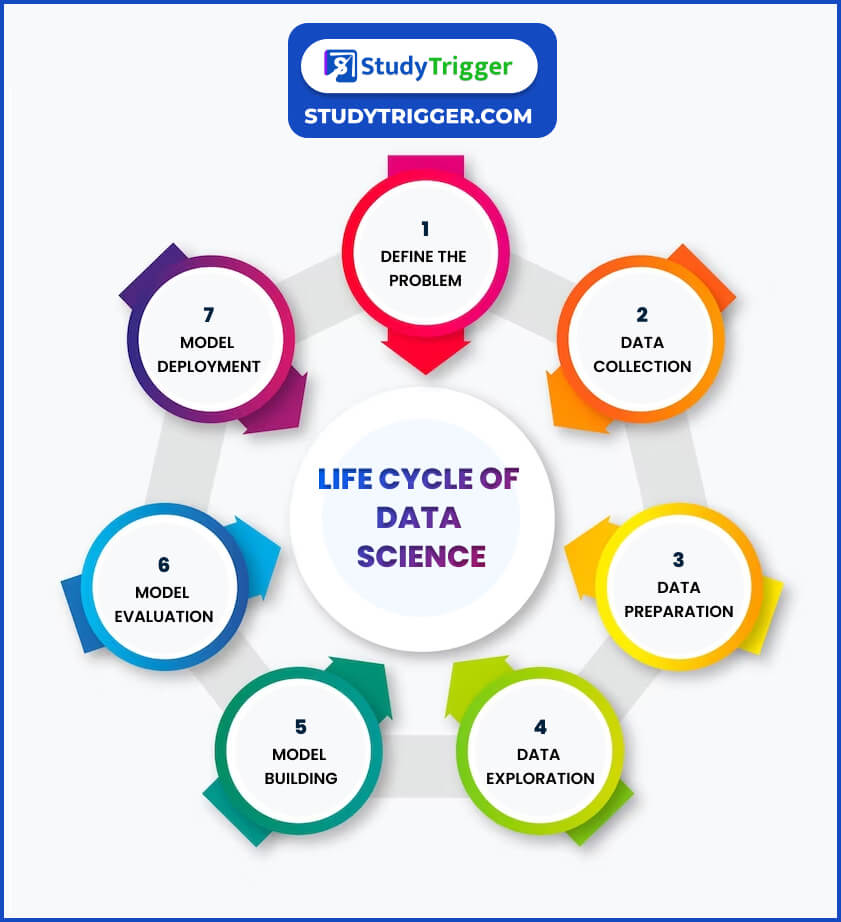 StudyTrigger
STUDYTRIGGER.COM
1
DEFINE THE
PROBLEM
2
DATA
COLLECTION
3
DATA
PREPARATION
4
DATA
EXPLORATION
5
MODEL
BUILDING
6
MODEL
EVALUATION
7
MODEL
DEPLOYMENT
LIFE CYCLE OF
DATA
SCIENCE